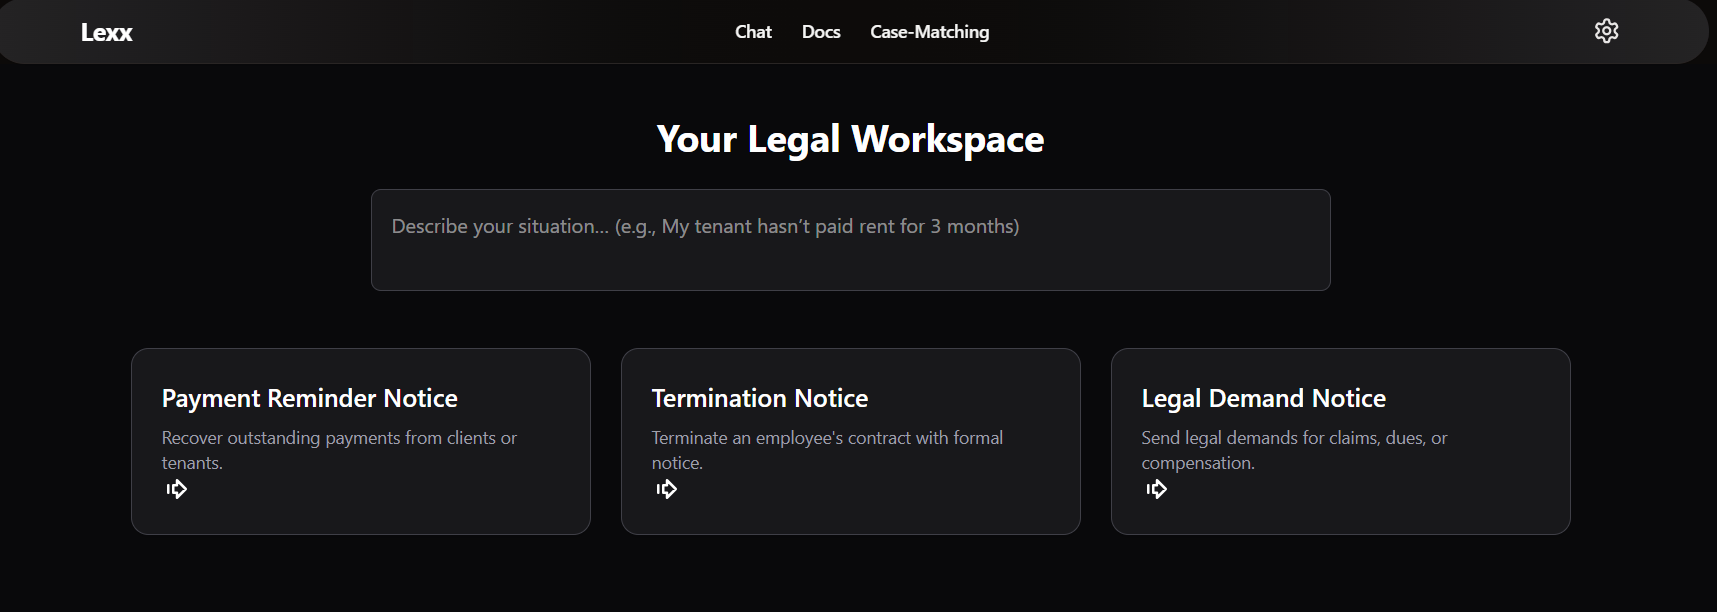 Lexx
Chat
Docs
Case-Matching
Your Legal Workspace
Describe your situation... (e.g., My tenant hasn’t paid rent for 3 months)
Payment Reminder Notice
Recover outstanding payments from clients or
tenants.
Termination Notice
Terminate an employee's contract with formal
notice.
Legal Demand Notice
Send legal demands for claims, dues, or
compensation.